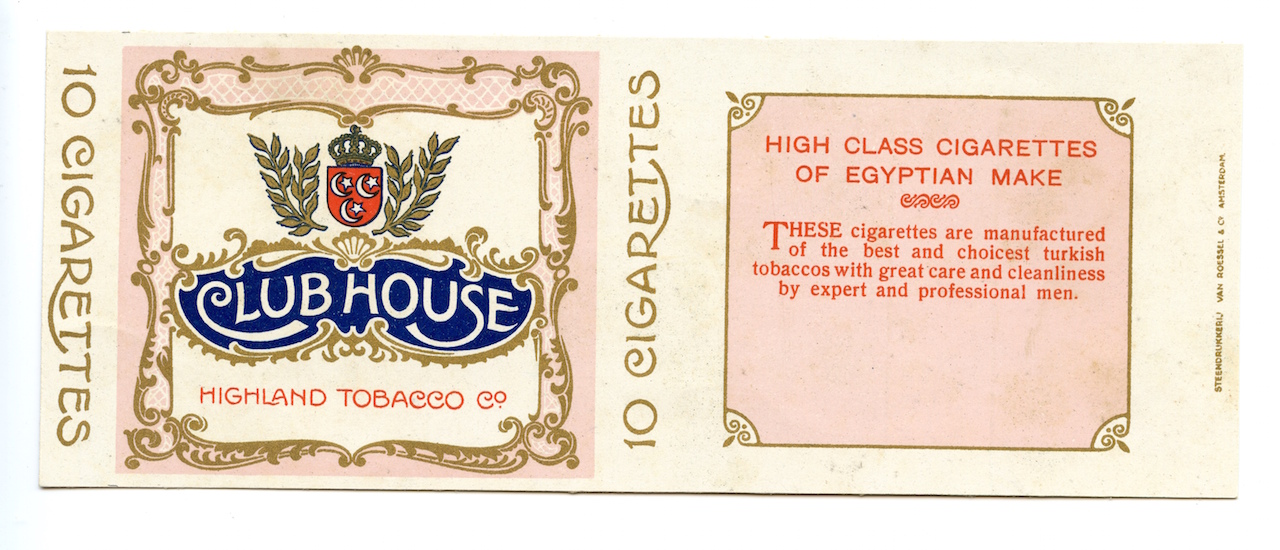 10 CIGARETTES
CLUB HOUSE
HIGHLAND TOBACCO Co.
10 CIGARETTES
HIGH CLASS CIGARETTES
OF EGYPTIAN MAKE
THESE cigarettes are manufactured
of the best and choicest turkish
tobaccos with great care and cleanliness
by expert and professional men.
STEENDRUKKERIJ VAN ROESSEL & Co AMSTERDAM.